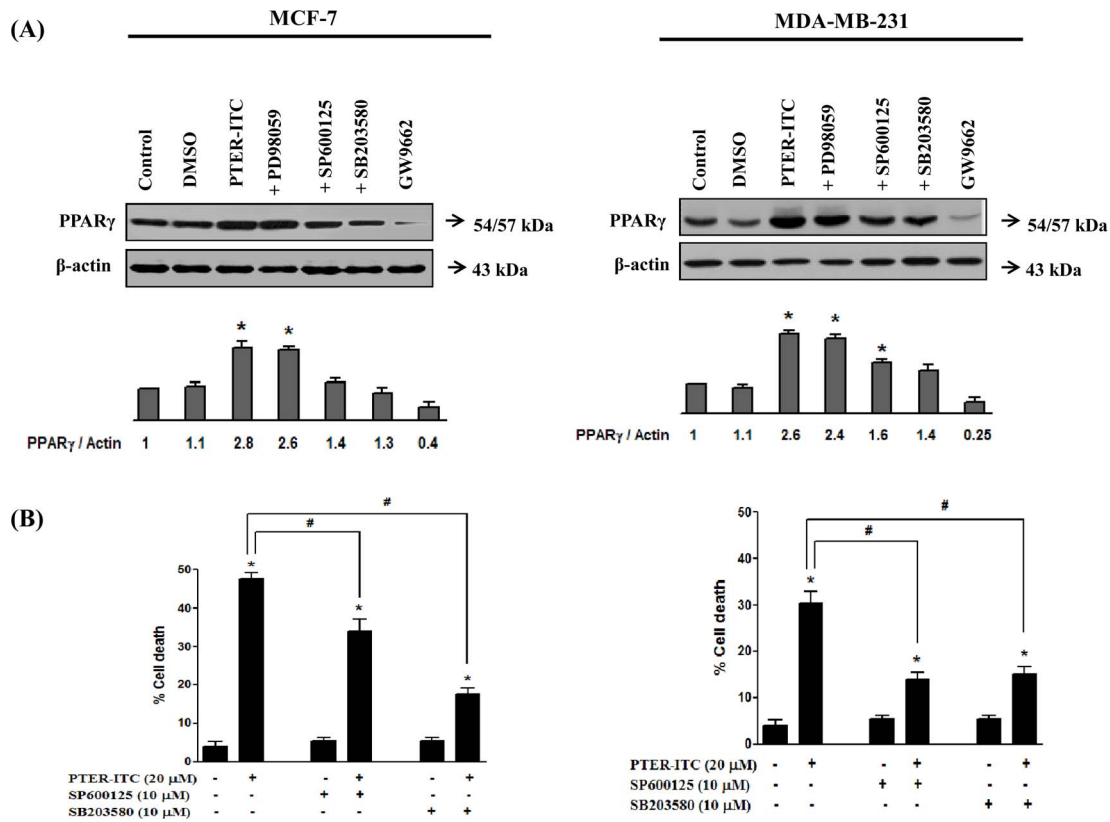 (A)
MCF-7
Control
DMSO
PTER-ITC
+ PD98059
+ SP600125
+ SB203580
GW9662
PPARγ
→ 54/57 kDa
β-actin
→ 43 kDa
* *
PPARγ / Actin 1 1.1 2.8 2.6 1.4 1.3 0.4
MDA-MB-231
Control
DMSO
PTER-ITC
+ PD98059
+ SP600125
+ SB203580
GW9662
PPARγ
→ 54/57 kDa
β-actin
→ 43 kDa
* * *
PPARγ / Actin 1 1.1 2.6 2.4 1.6 1.4 0.25
(B)
#
#
* * *
% Cell death
50
40
30
20
10
0
PTER-ITC (20 μM) - + - + - +
SP600125 (10 μM) - - + + - -
SB203580 (10 μM) - - - - + +
#
#
* * *
% Cell death
50
40
30
20
10
0
PTER-ITC (20 μM) - + - + - +
SP600125 (10 μM) - - + + - -
SB203580 (10 μM) - - - - + +